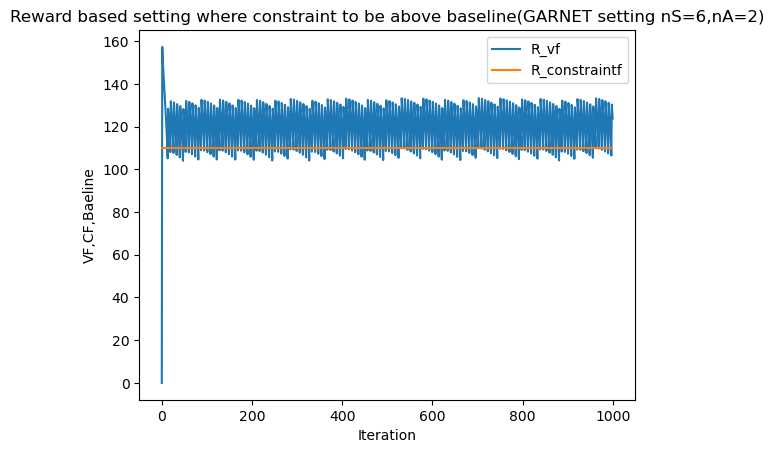 Reward based setting where constraint to be above baseline(GARNET setting nS=6,nA=2)
R_vf
R_constraintf
VF,CF,Baeline
160
140
120
100
80
60
40
20
0
0 200 400 600 800 1000
Iteration